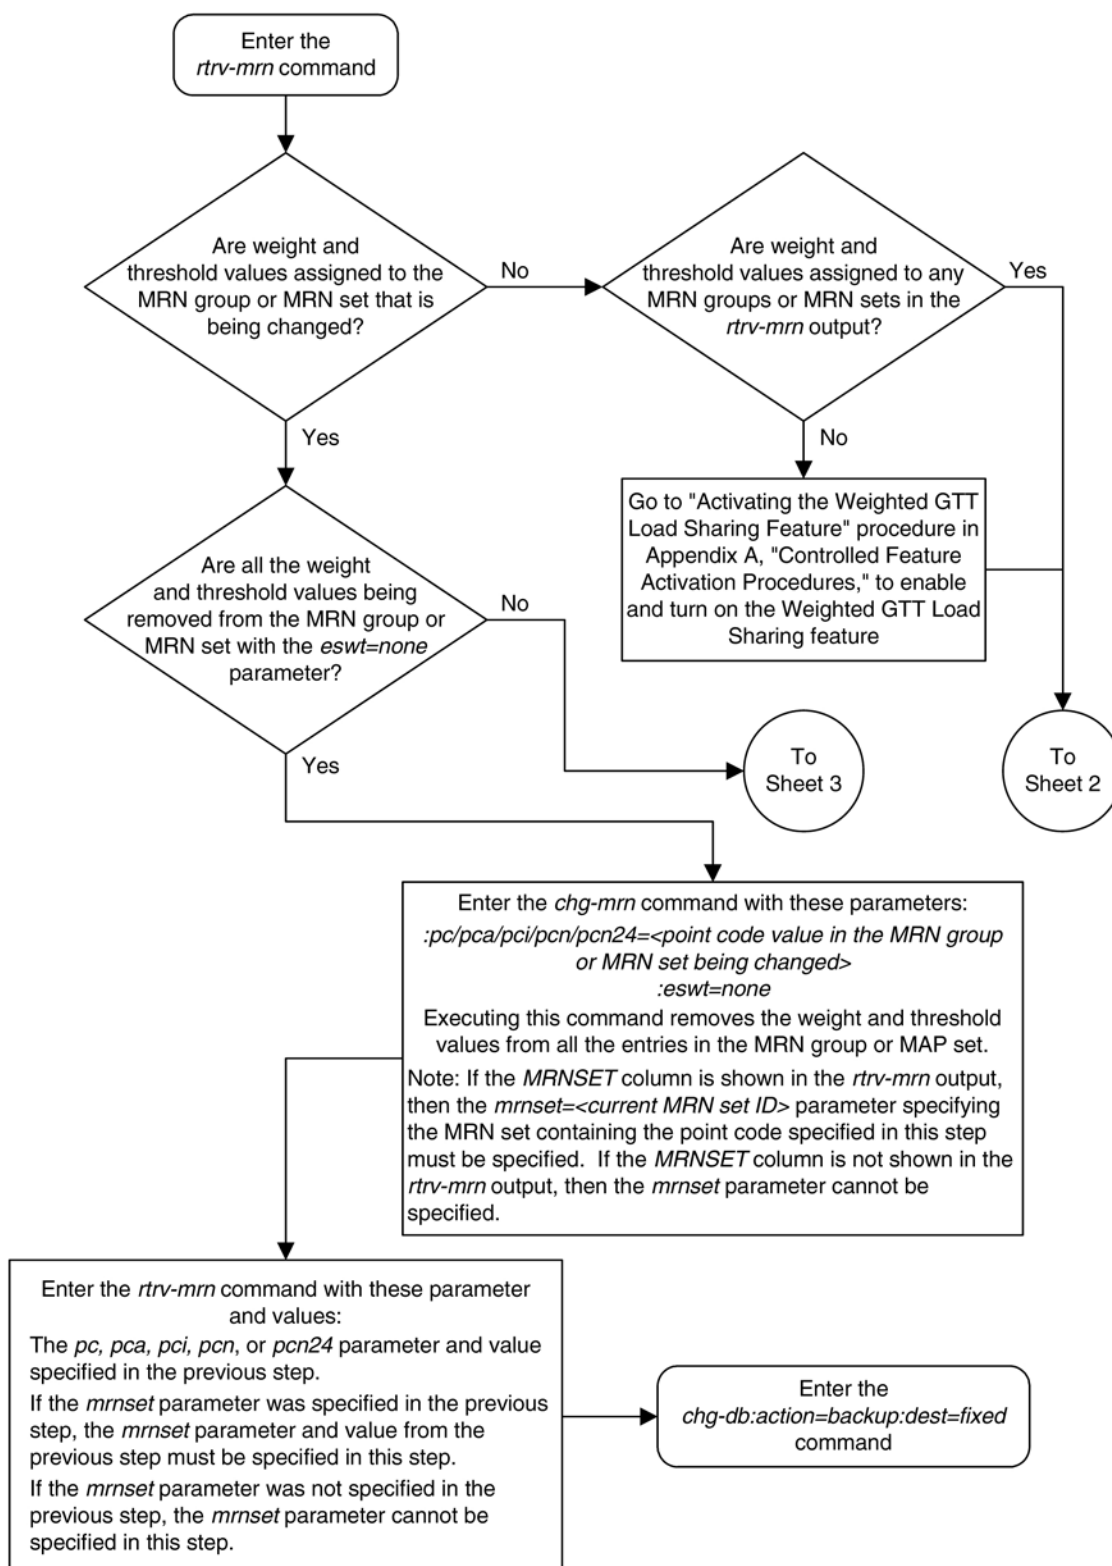 Enter the
rtrv-mrn command
Are weight and
threshold values assigned to the
MRN group or MRN set that is
being changed?
No
Are weight and
threshold values assigned to any
MRN groups or MRN sets in the
rtrv-mrn output?
Yes
Yes
No
Go to "Activating the Weighted GTT
Load Sharing Feature" procedure in
Appendix A, "Controlled Feature
Activation Procedures," to enable
and turn on the Weighted GTT Load
Sharing feature
Are all the weight
and threshold values being
removed from the MRN group or
MRN set with the eswt=none
parameter?
No
Yes
To
Sheet 3
To
Sheet 2
Enter the chg-mrn command with these parameters:
:pc/pca/pci/pcn/pcn24=<point code value in the MRN group
or MRN set being changed>
:eswt=none
Executing this command removes the weight and threshold
values from all the entries in the MRN group or MAP set.
Note: If the MRNSET column is shown in the rtrv-mrn output,
then the mrnset=<current MRN set ID> parameter specifying
the MRN set containing the point code specified in this step
must be specified.  If the MRNSET column is not shown in the
rtrv-mrn output, then the mrnset parameter cannot be
specified.
Enter the rtrv-mrn command with these parameter
and values:
The pc, pca, pci, pcn, or pcn24 parameter and value
specified in the previous step.
If the mrnset parameter was specified in the previous
step, the mrnset parameter and value from the
previous step must be specified in this step.
If the mrnset parameter was not specified in the
previous step, the mrnset parameter cannot be
specified in this step.
Enter the
chg-db:action=backup:dest=fixed
command